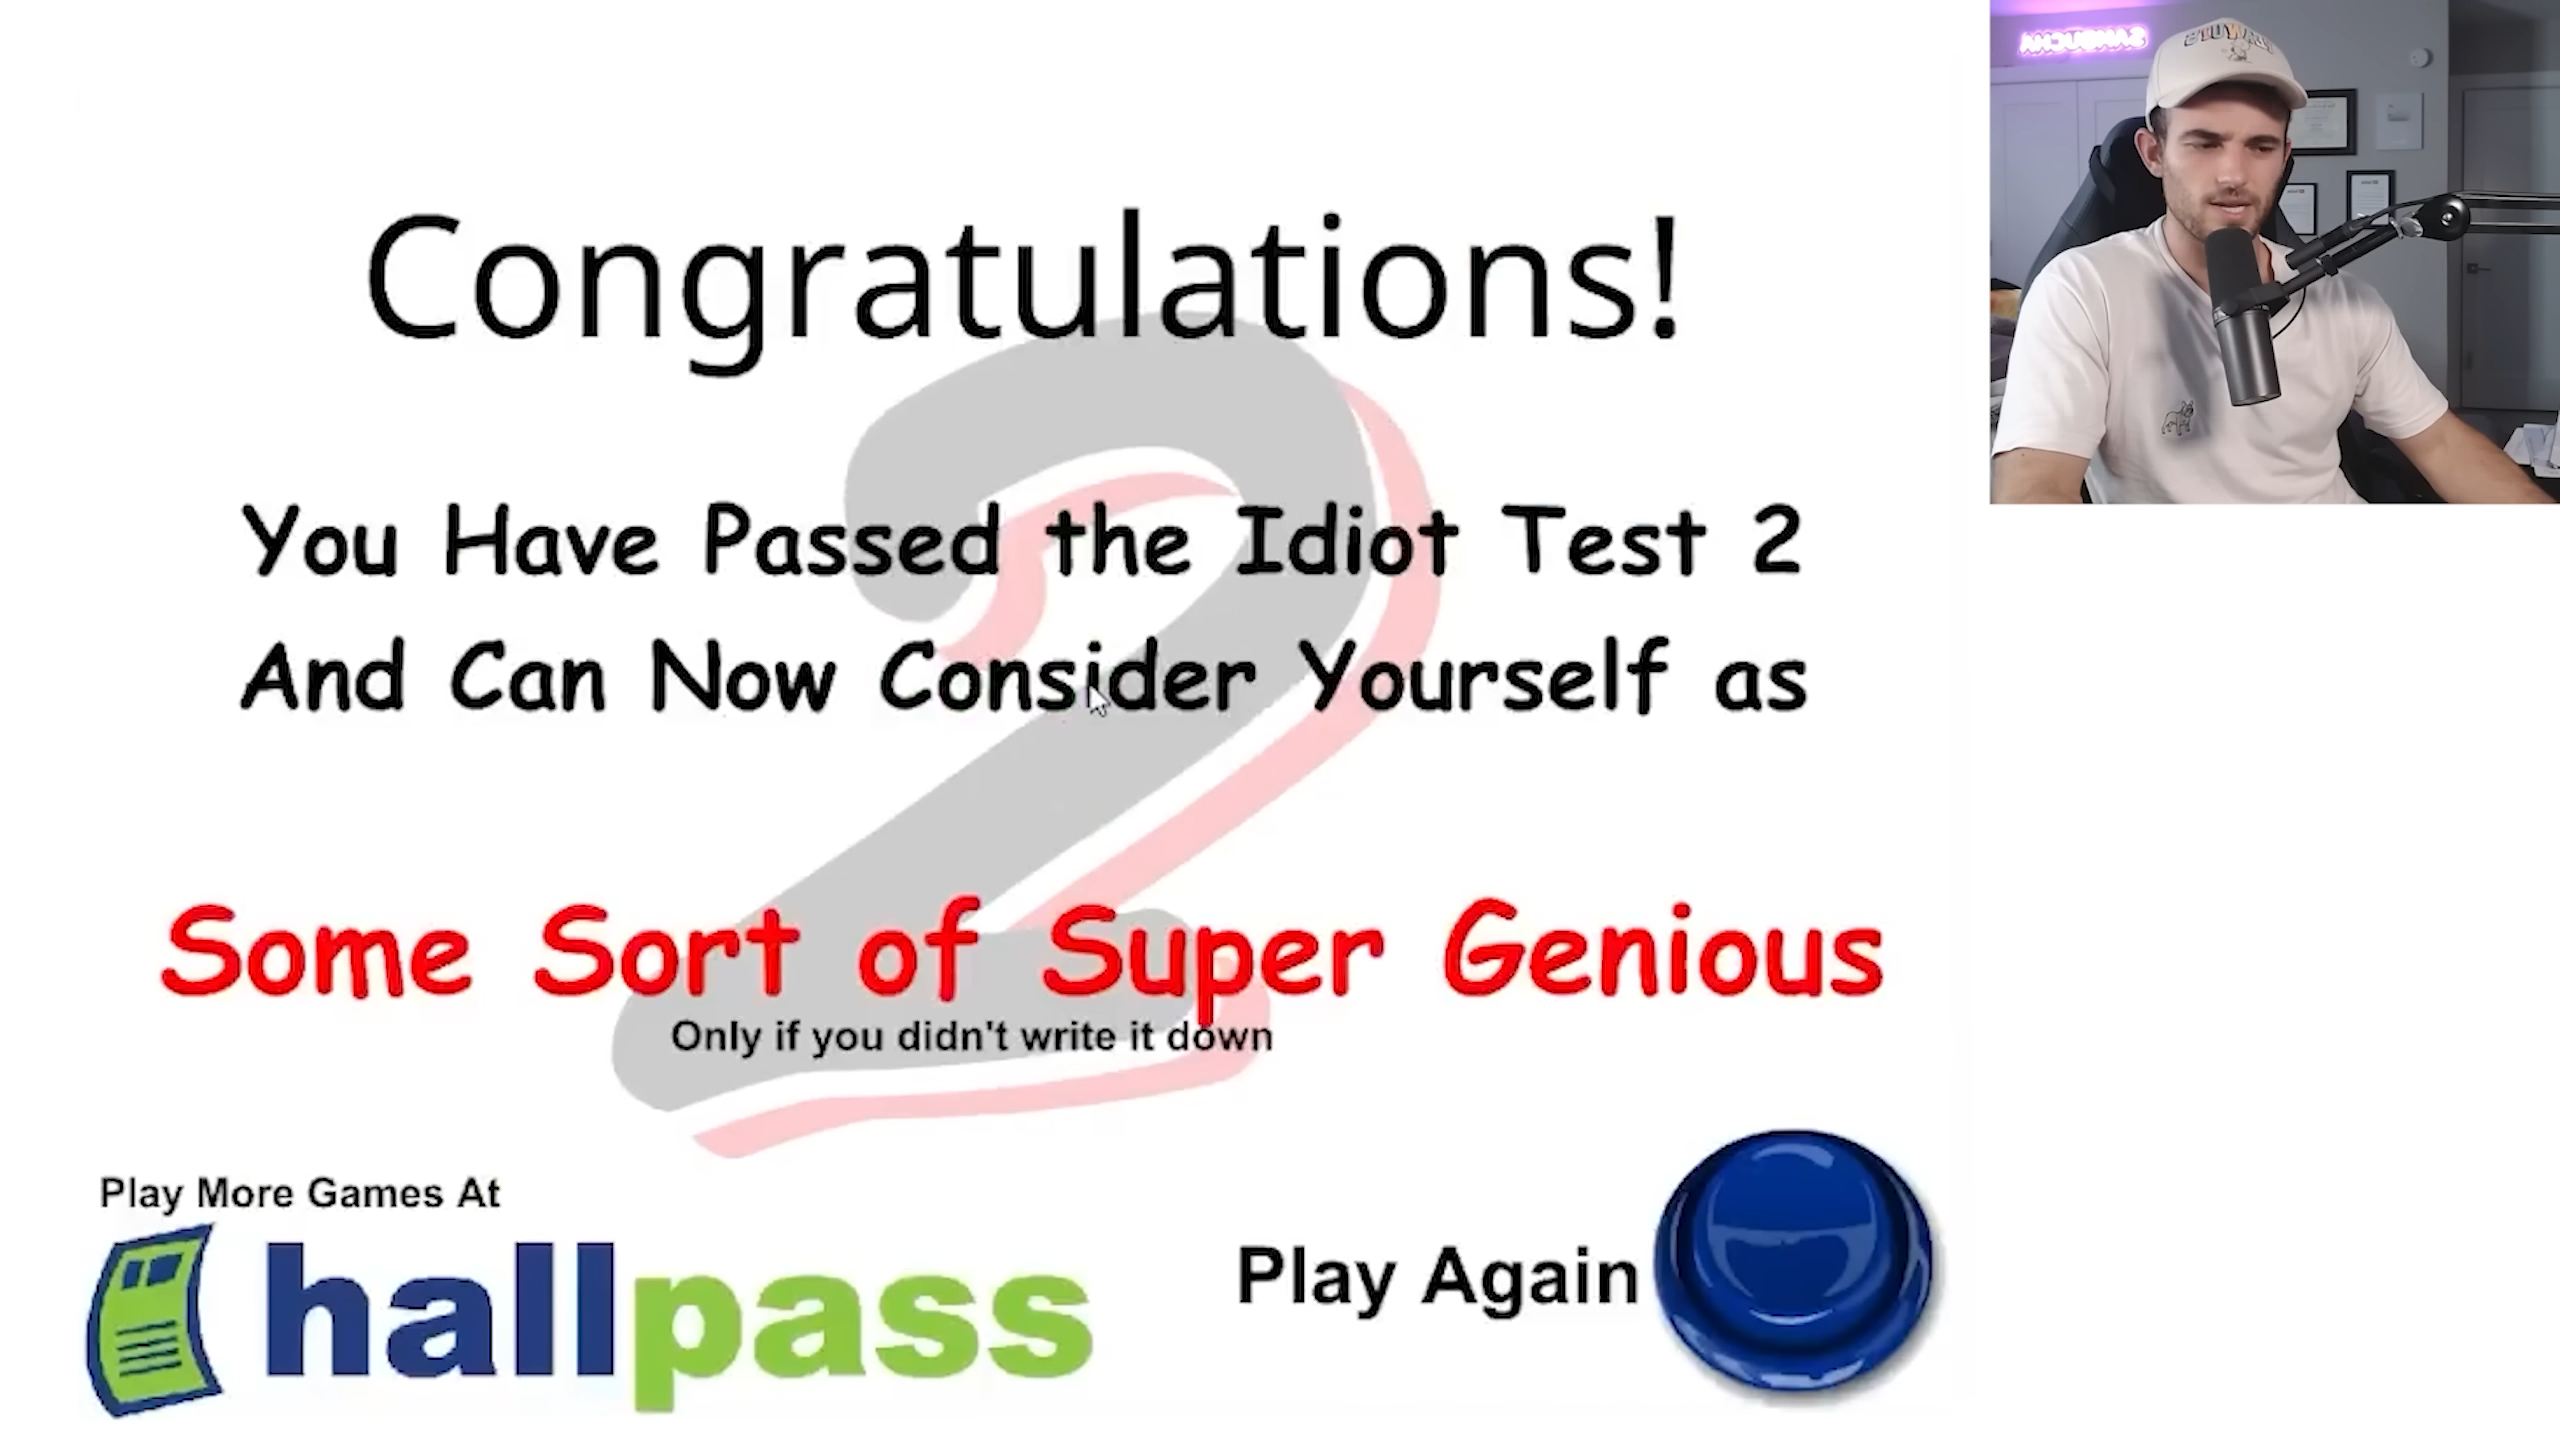 Congratulations!
You Have Passed the Idiot Test 2
And Can Now Consider Yourself as
Some Sort of Super Genious
Only if you didn't write it down
Play More Games At
hallpass
Play Again